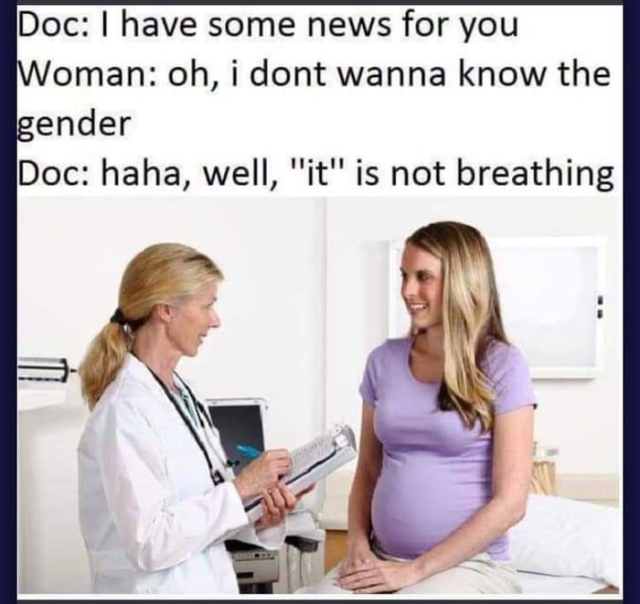 Doc: I have some news for you
Woman: oh, i dont wanna know the
gender
Doc: haha, well, "it" is not breathing